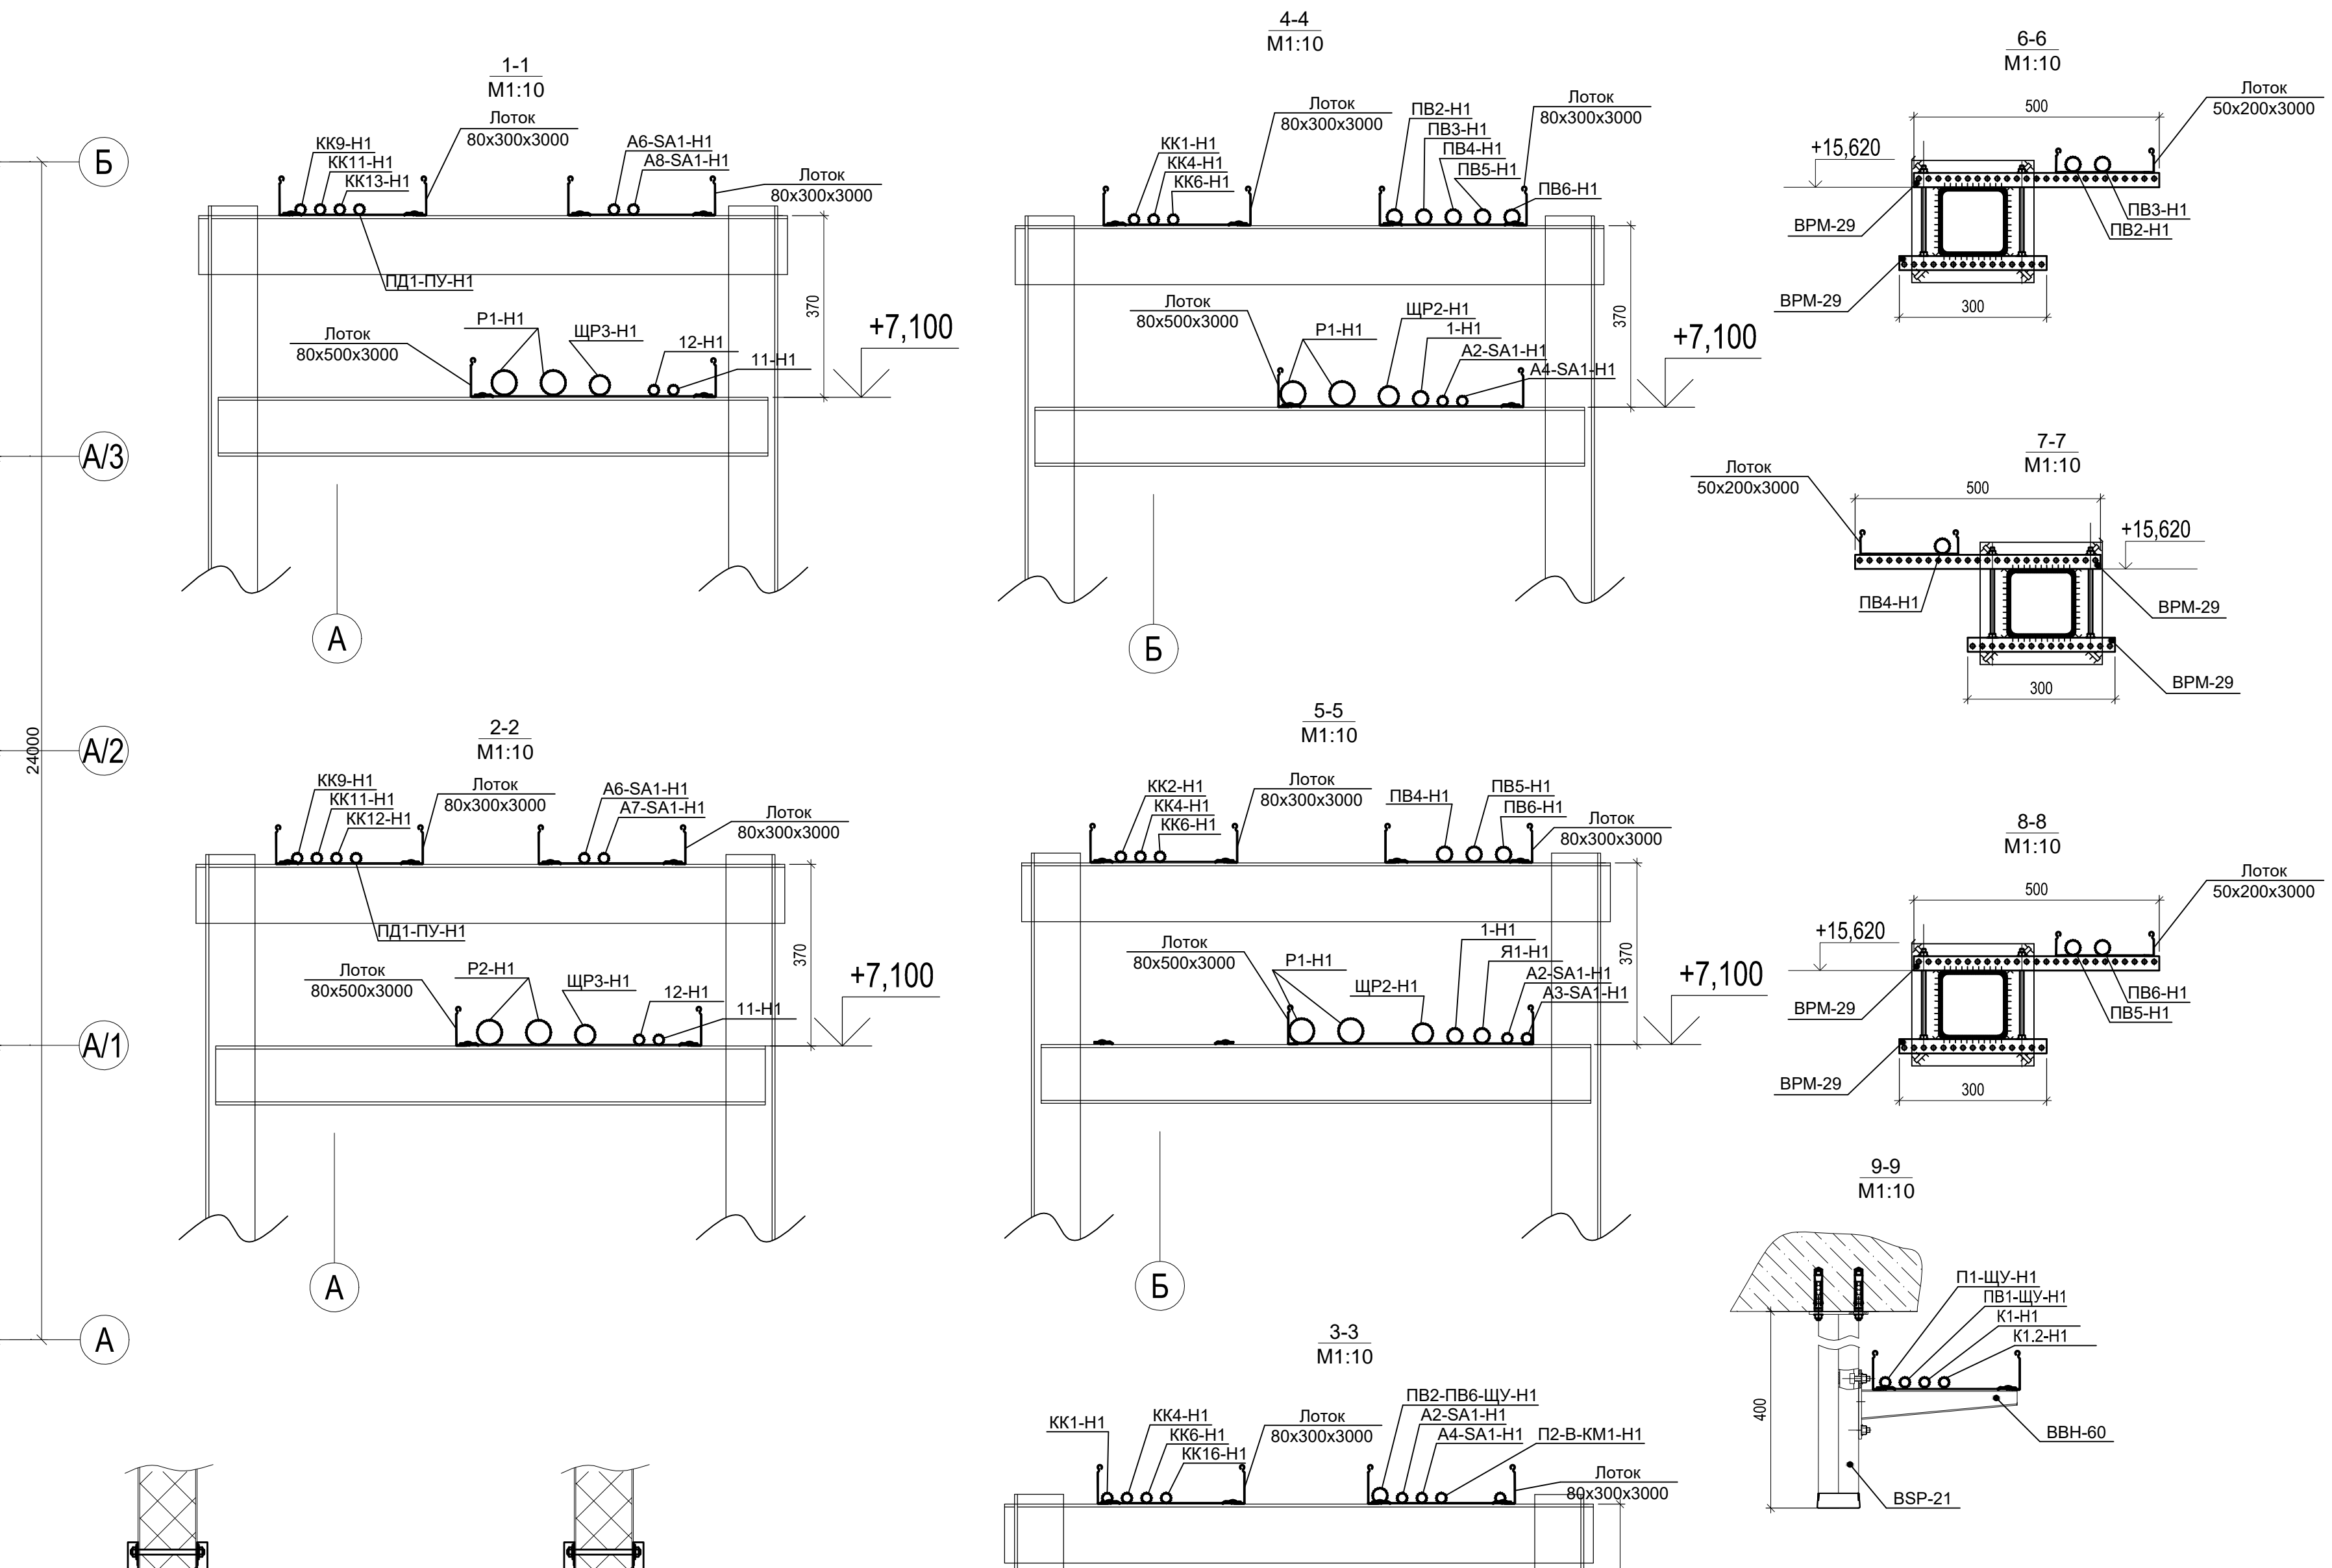 Б
А/3
А/2
А/1
А
24000
1-1
М1:10
КК9-Н1
КК11-Н1
КК13-Н1
Лоток
80х300х3000
А6-SA1-Н1
А8-SA1-Н1
Лоток
80х300х3000
ПД1-ПУ-Н1
Лоток
80х500х3000
Р1-Н1
ЩР3-Н1
12-Н1
11-Н1
370
+7,100
А
2-2
М1:10
КК9-Н1
КК11-Н1
КК12-Н1
Лоток
80х300х3000
А6-SA1-Н1
А7-SA1-Н1
Лоток
80х300х3000
ПД1-ПУ-Н1
Лоток
80х500х3000
Р2-Н1
ЩР3-Н1
12-Н1
11-Н1
370
+7,100
А
4-4
М1:10
КК1-Н1
КК4-Н1
КК6-Н1
Лоток
80х300х3000
ПВ2-Н1
ПВ3-Н1
ПВ4-Н1
ПВ5-Н1
ПВ6-Н1
Лоток
80х300х3000
Лоток
80х500х3000
Р1-Н1
ЩР2-Н1
1-Н1
А2-SA1-Н1
А4-SA1-Н1
370
+7,100
Б
5-5
М1:10
КК2-Н1
КК4-Н1
КК6-Н1
Лоток
80х300х3000
ПВ4-Н1
ПВ5-Н1
ПВ6-Н1
Лоток
80х300х3000
Лоток
80х500х3000
Р1-Н1
ЩР2-Н1
1-Н1
Я1-Н1
А2-SA1-Н1
А3-SA1-Н1
370
+7,100
Б
3-3
М1:10
КК1-Н1
КК4-Н1
КК6-Н1
КК16-Н1
Лоток
80х300х3000
ПВ2-ПВ6-ЩУ-Н1
А2-SA1-Н1
А4-SA1-Н1
П2-В-КМ1-Н1
Лоток
80х300х3000
6-6
М1:10
Лоток
50х200х3000
500
+15,620
ПВ3-Н1
ПВ2-Н1
BPM-29
BPM-29
300
7-7
М1:10
Лоток
50х200х3000
500
+15,620
ПВ4-Н1
BPM-29
BPM-29
300
8-8
М1:10
Лоток
50х200х3000
500
+15,620
ПВ6-Н1
ПВ5-Н1
BPM-29
BPM-29
300
9-9
М1:10
П1-ЩУ-Н1
ПВ1-ЩУ-Н1
К1-Н1
К1.2-Н1
400
BBH-60
BSP-21